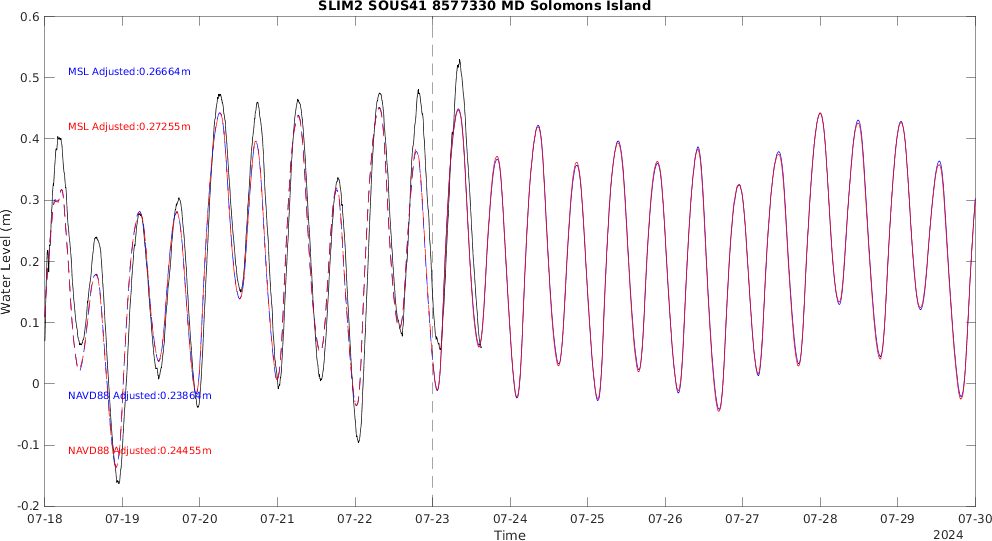 SLIM2 SOUS41 8577330 MD Solomons Island
0.6
0.5
0.4
0.3
0.2
0.1
0
-0.1
-0.2
Water Level (m)
MSL Adjusted:0.26664m
MSL Adjusted:0.27255m
NAVD88 Adjusted:0.23864m
NAVD88 Adjusted:0.24455m
07-18 07-19 07-20 07-21 07-22 07-23 07-24 07-25 07-26 07-27 07-28 07-29 07-30
Time
2024